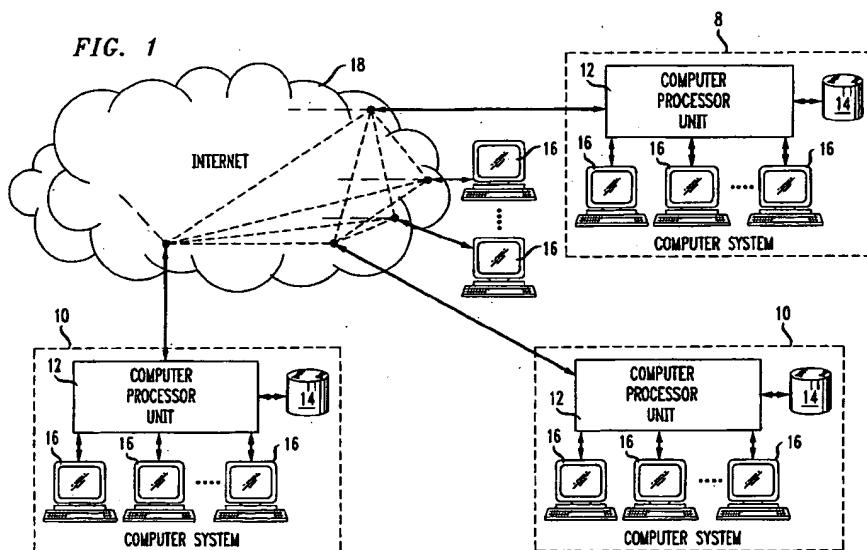 FIG. 1
18
INTERNET
16
16
8
12
COMPUTER
PROCESSOR
UNIT
14
16
16
16
COMPUTER SYSTEM
10
12
COMPUTER
PROCESSOR
UNIT
14
16
16
16
COMPUTER SYSTEM
10
12
COMPUTER
PROCESSOR
UNIT
14
16
16
16
COMPUTER SYSTEM